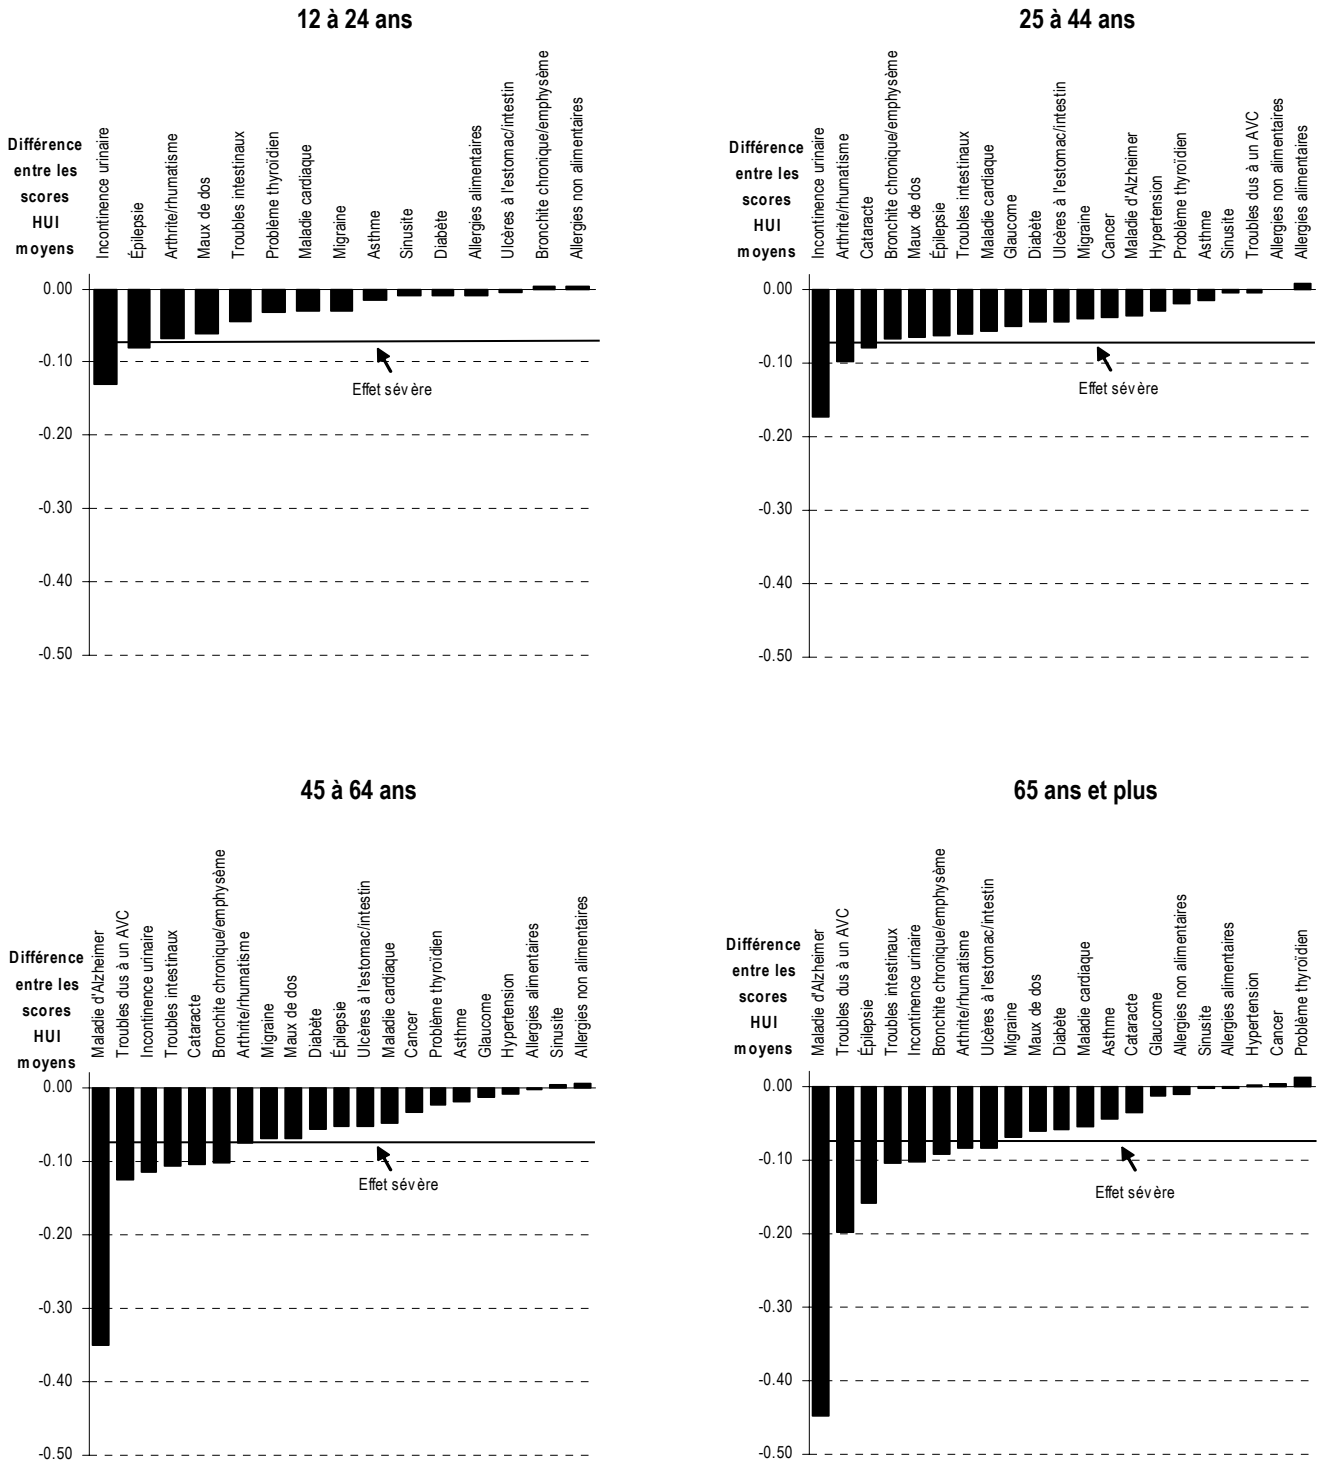 12 à 24 ans
Différence
entre les
scores
HUI
moyens
Incontinence urinaire
Épilepsie
Arthrite/rhumatisme
Maux de dos
Troubles intestinaux
Problème thyroïdien
Maladie cardiaque
Migraine
Asthme
Sinusite
Diabète
Allergies alimentaires
Ulcères à l'estomac/intestin
Bronchite chronique/emphysème
Allergies non alimentaires
0.00
-0.10
-0.20
-0.30
-0.40
-0.50
Effet sévère
25 à 44 ans
Différence
entre les
scores
HUI
moyens
Incontinence urinaire
Arthrite/rhumatisme
Cataracte
Bronchite chronique/emphysème
Maux de dos
Épilepsie
Troubles intestinaux
Maladie cardiaque
Glaucome
Diabète
Ulcères à l'estomac/intestin
Migraine
Cancer
Maladie d'Alzheimer
Hypertension
Problème thyroïdien
Asthme
Sinusite
Troubles dus à un AVC
Allergies non alimentaires
Allergies alimentaires
0.00
-0.10
-0.20
-0.30
-0.40
-0.50
Effet sévère
45 à 64 ans
Différence
entre les
scores
HUI
moyens
Maladie d'Alzheimer
Troubles dus à un AVC
Incontinence urinaire
Troubles intestinaux
Cataracte
Bronchite chronique/emphysème
Arthrite/rhumatisme
Migraine
Maux de dos
Diabète
Épilepsie
Ulcères à l'estomac/intestin
Maladie cardiaque
Cancer
Problème thyroïdien
Asthme
Glaucome
Hypertension
Allergies alimentaires
Sinusite
Allergies non alimentaires
0.00
-0.10
-0.20
-0.30
-0.40
-0.50
Effet sévère
65 ans et plus
Différence
entre les
scores
HUI
moyens
Maladie d'Alzheimer
Troubles dus à un AVC
Épilepsie
Troubles intestinaux
Incontinence urinaire
Bronchite chronique/emphysème
Arthrite/rhumatisme
Ulcères à l'estomac/intestin
Migraine
Maux de dos
Diabète
Maladie cardiaque
Asthme
Cataracte
Glaucome
Allergies non alimentaires
Sinusite
Allergies alimentaires
Hypertension
Cancer
Problème thyroïdien
0.00
-0.10
-0.20
-0.30
-0.40
-0.50
Effet sévère